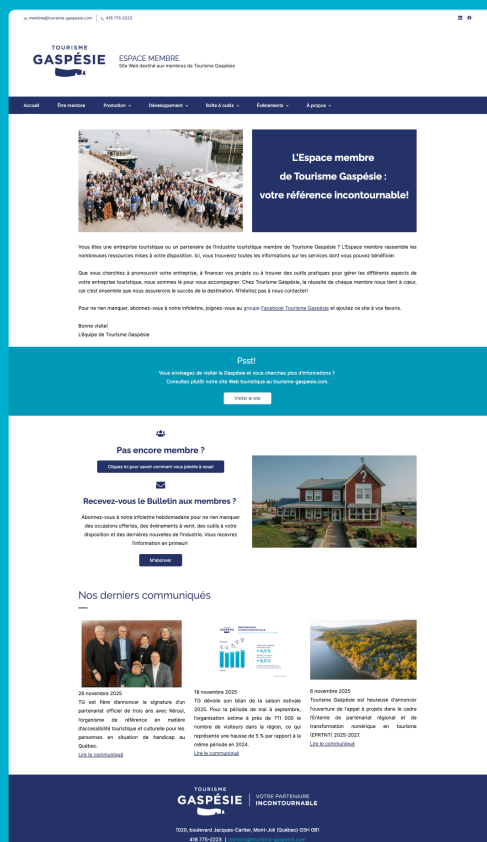 membre@tourisme-gaspesie.com | 418 775-2223
TOURISME
GASPÉSIE
ESPACE MEMBRE
Site Web destiné aux membres de Tourisme Gaspésie
Accueil Être membre Promotion Développement Boîte à outils Événements À propos
L'Espace membre
de Tourisme Gaspésie :
votre référence incontournable!
Vous êtes une entreprise touristique ou un partenaire de l'industrie touristique membre de Tourisme Gaspésie ? L'Espace membre rassemble les
nombreuses ressources mises à votre disposition. Ici, vous trouverez toutes les informations sur les services dont vous pouvez bénéficier.
Que vous cherchiez à promouvoir votre entreprise, à financer vos projets ou à trouver des outils pratiques pour gérer les différents aspects de
votre entreprise touristique, nous sommes là pour vous accompagner. Chez Tourisme Gaspésie, la réussite de chaque membre nous tient à cœur,
car c'est ensemble que nous assurerons le succès de la destination. N'hésitez pas à nous contacter!
Pour ne rien manquer, abonnez-vous à notre infolettre, joignez-vous au groupe Facebook Tourisme Gaspésie et ajoutez ce site à vos favoris.
Bonne visite!
L'équipe de Tourisme Gaspésie
Psst!
Vous envisagez de visiter la Gaspésie et vous cherchez plus d'informations ?
Consultez plutôt notre site Web touristique au tourisme-gaspesie.com.
Visiter le site
Pas encore membre ?
Cliquez ici pour savoir comment vous joindre à nous!
Recevez-vous le Bulletin aux membres ?
Abonnez-vous à notre infolettre hebdomadaire pour ne rien manquer
des occasions offertes, des événements à venir, des outils à votre
disposition et des dernières nouvelles de l'industrie. Vous recevrez
l'information en primeur!
M'abonner
Nos derniers communiqués
26 novembre 2025
TG est fière d'annoncer la signature d'un
partenariat officiel de trois ans avec Kéroul,
l'organisme de référence en matière
d'accessibilité touristique et culturelle pour les
personnes en situation de handicap au
Québec.
Lire le communiqué
18 novembre 2025
TG dévoile son bilan de la saison estivale
2025. Pour la période de mai à septembre,
l'organisation estime à près de 711 000 le
nombre de visiteurs dans la région, ce qui
représente une hausse de 5 % par rapport à la
même période en 2024.
Lire le communiqué
6 novembre 2025
Tourisme Gaspésie est heureuse d'annoncer
l'ouverture de l'appel à projets dans le cadre
l'Entente de partenariat régional et de
transformation numérique en tourisme
(EPRTNT) 2025-2027.
Lire le communiqué
TOURISME
GASPÉSIE
VOTRE PARTENAIRE
INCONTOURNABLE
1020, boulevard Jacques-Cartier, Mont-Joli (Québec) G5H 0B1
418 775-2223 | membre@tourisme-gaspesie.com